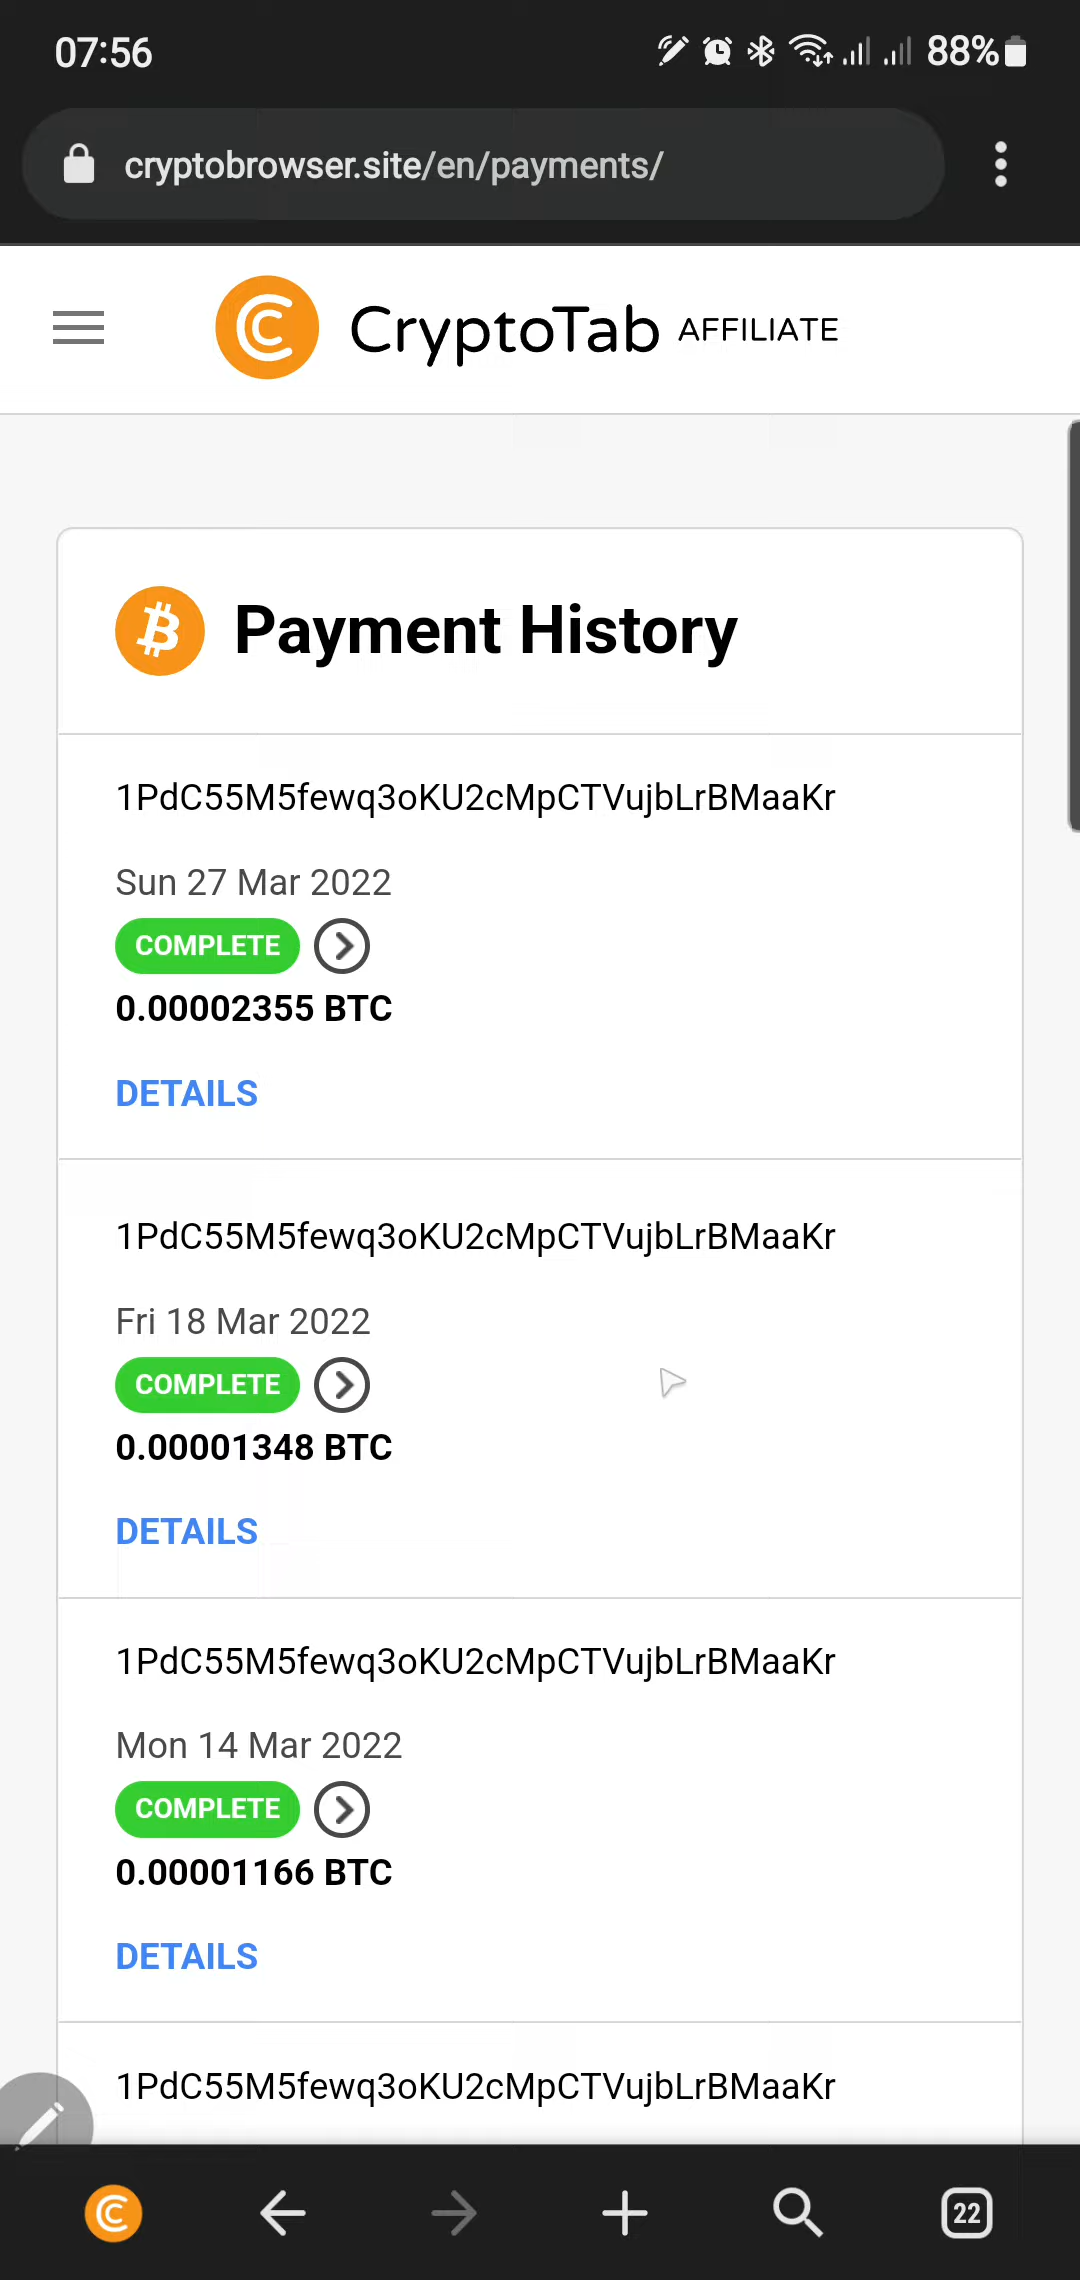 07:56
88%
cryptobrowser.site/en/payments/
CryptoTab AFFILIATE
Payment History
1PdC55M5fewq3oKU2cMpCTVujbLrBMaaKr
Sun 27 Mar 2022
COMPLETE
0.00002355 BTC
DETAILS
1PdC55M5fewq3oKU2cMpCTVujbLrBMaaKr
Fri 18 Mar 2022
COMPLETE
0.00001348 BTC
DETAILS
1PdC55M5fewq3oKU2cMpCTVujbLrBMaaKr
Mon 14 Mar 2022
COMPLETE
0.00001166 BTC
DETAILS
1PdC55M5fewq3oKU2cMpCTVujbLrBMaaKr
22